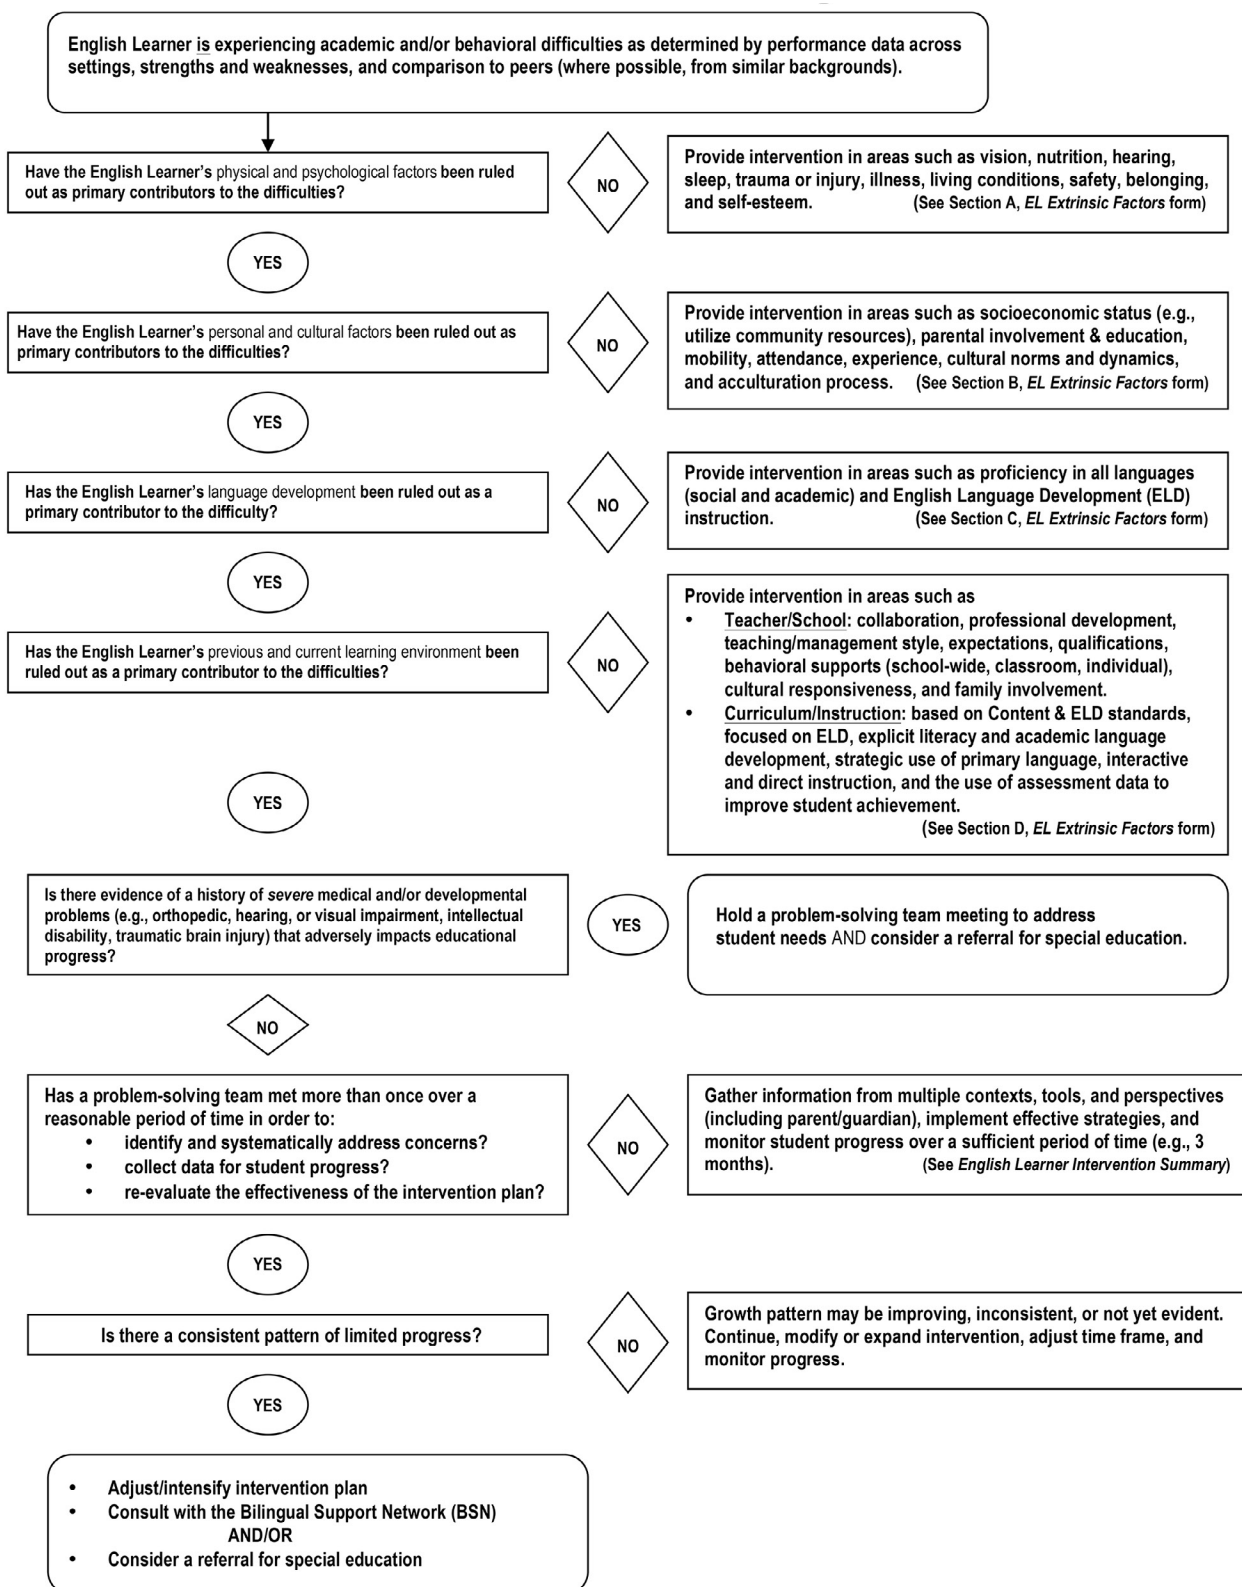 English Learner is experiencing academic and/or behavioral difficulties as determined by performance data across
settings, strengths and weaknesses, and comparison to peers (where possible, from similar backgrounds).
Have the English Learner's physical and psychological factors been ruled
out as primary contributors to the difficulties?
NO
Provide intervention in areas such as vision, nutrition, hearing,
sleep, trauma or injury, illness, living conditions, safety, belonging,
and self-esteem. (See Section A, EL Extrinsic Factors form)
YES
Have the English Learner's personal and cultural factors been ruled out as
primary contributors to the difficulties?
NO
Provide intervention in areas such as socioeconomic status (e.g.,
utilize community resources), parental involvement & education,
mobility, attendance, experience, cultural norms and dynamics,
and acculturation process. (See Section B, EL Extrinsic Factors form)
YES
Has the English Learner's language development been ruled out as a
primary contributor to the difficulty?
NO
Provide intervention in areas such as proficiency in all languages
(social and academic) and English Language Development (ELD)
instruction. (See Section C, EL Extrinsic Factors form)
YES
Has the English Learner's previous and current learning environment been
ruled out as a primary contributor to the difficulties?
NO
Provide intervention in areas such as
• Teacher/School: collaboration, professional development,
teaching/management style, expectations, qualifications,
behavioral supports (school-wide, classroom, individual),
cultural responsiveness, and family involvement.
• Curriculum/Instruction: based on Content & ELD standards,
focused on ELD, explicit literacy and academic language
development, strategic use of primary language, interactive
and direct instruction, and the use of assessment data to
improve student achievement.
(See Section D, EL Extrinsic Factors form)
YES
Is there evidence of a history of severe medical and/or developmental
problems (e.g., orthopedic, hearing, or visual impairment, intellectual
disability, traumatic brain injury) that adversely impacts educational
progress?
YES
Hold a problem-solving team meeting to address
student needs AND consider a referral for special education.
NO
Has a problem-solving team met more than once over a
reasonable period of time in order to:
• identify and systematically address concerns?
• collect data for student progress?
• re-evaluate the effectiveness of the intervention plan?
NO
Gather information from multiple contexts, tools, and perspectives
(including parent/guardian), implement effective strategies, and
monitor student progress over a sufficient period of time (e.g., 3
months). (See English Learner Intervention Summary)
YES
Is there a consistent pattern of limited progress?
NO
Growth pattern may be improving, inconsistent, or not yet evident.
Continue, modify or expand intervention, adjust time frame, and
monitor progress.
YES
• Adjust/intensify intervention plan
• Consult with the Bilingual Support Network (BSN)
AND/OR
• Consider a referral for special education